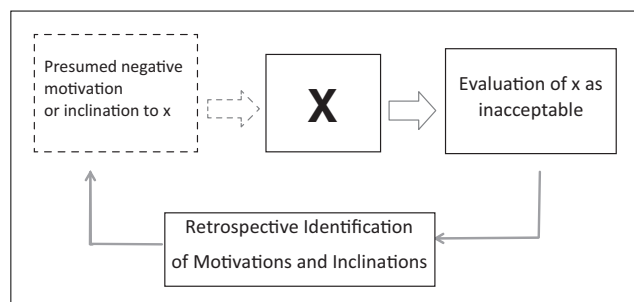 Presumed negative
motivation
or inclination to x
X
Evaluation of x as
inacceptable
Retrospective Identification
of Motivations and Inclinations